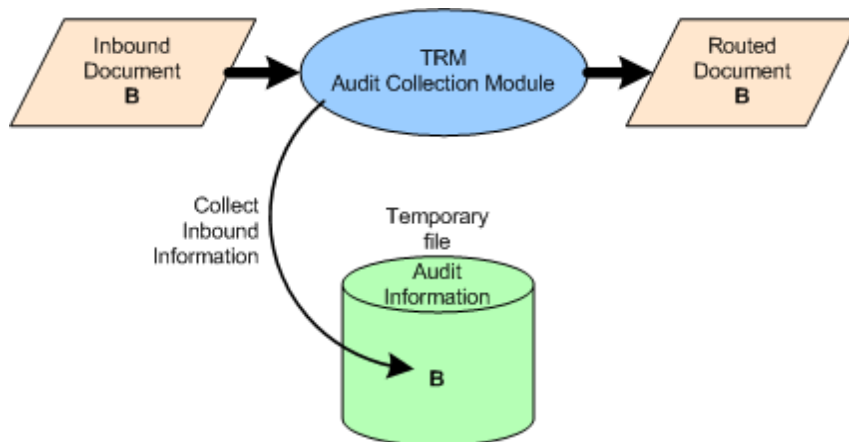 Inbound
Document
B
TRM
Audit Collection Module
Routed
Document
B
Collect
Inbound
Information
Temporary
file
Audit
Information
B